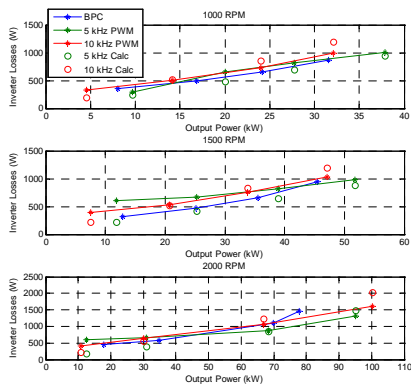 1000 RPM
BPC
5 kHz PWM
10 kHz PWM
5 kHz Calc
10 kHz Calc
Inverter Losses (W)
1500
1000
500
0
0 5 10 15 20 25 30 35 40
Output Power (kW)
1500 RPM
Inverter Losses (W)
1500
1000
500
0
0 10 20 30 40 50 60
Output Power (kW)
2000 RPM
Inverter Losses (W)
2500
2000
1500
1000
500
0
0 10 20 30 40 50 60 70 80 90 100 110
Output Power (kW)